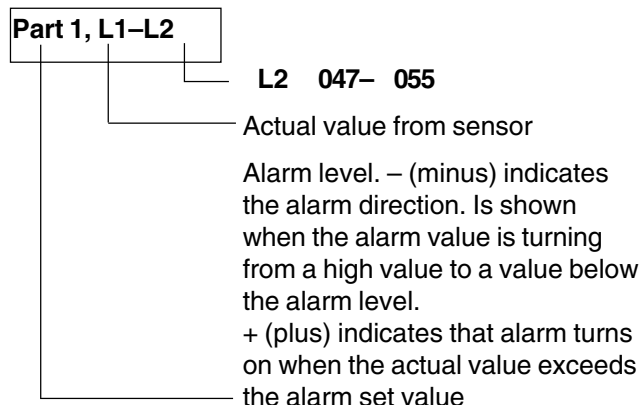 Part 1, L1–L2
L2 047– 055
Actual value from sensor
Alarm level. – (minus) indicates
the alarm direction. Is shown
when the alarm value is turning
from a high value to a value below
the alarm level.
+ (plus) indicates that alarm turns
on when the actual value exceeds
the alarm set value